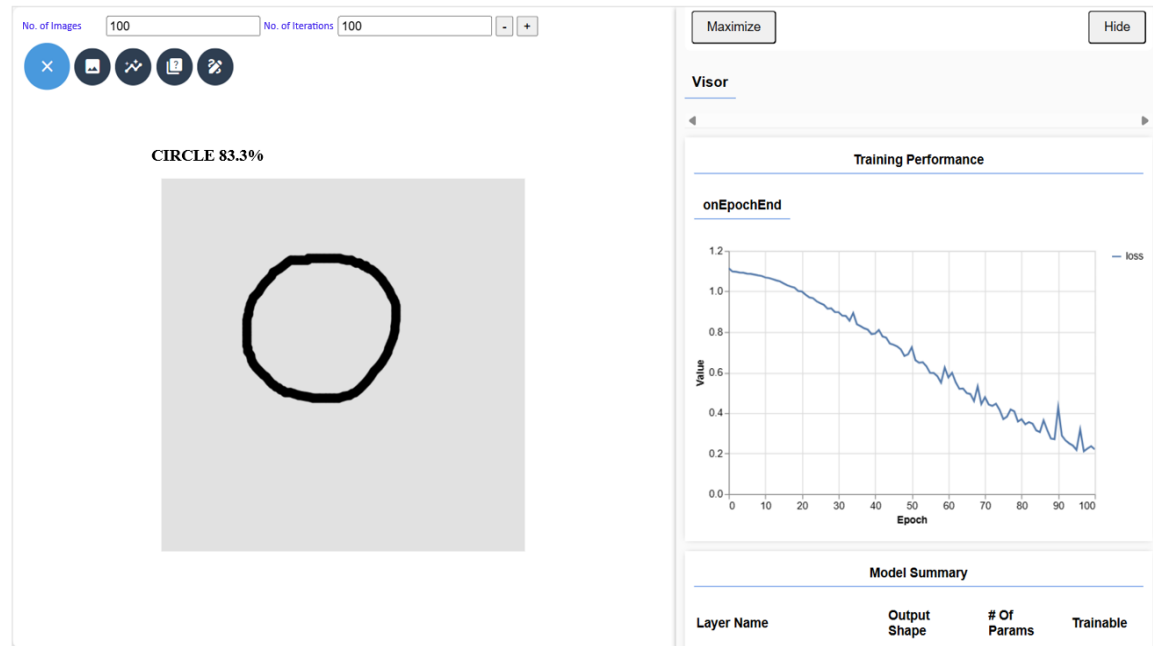 No. of Images 100 No. of Iterations 100 - +
Maximize Hide
Visor
CIRCLE 83.3%
Training Performance
onEpochEnd
loss
Value
1.2
1.0
0.8
0.6
0.4
0.2
0.0
0 10 20 30 40 50 60 70 80 90 100
Epoch
Model Summary
Layer Name Output Shape # Of Params Trainable